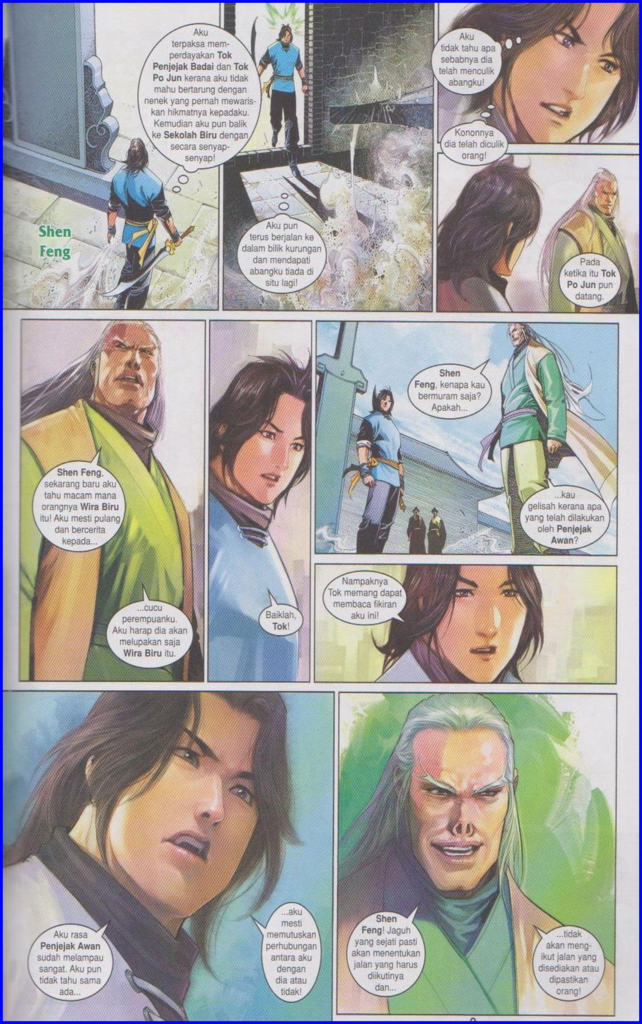 Aku
terpaksa mem-
perdayakan Tok
Penjejak Badai dan Tok
Po Jun kerana aku tidak
mahu bertarung dengan
nenek yang pernah mewaris-
kan hikmatnya kepadaku.
Kemudian aku pun balik
ke Sekolah Biru dengan
secara senyap-
senyap!
Shen
Feng
Aku pun
terus berjalan ke
dalam bilik kurungan
dan mendapati
abangku tiada di
situ lagi!
Aku
tidak tahu apa
sebabnya dia
telah menculik
abangku!
Kononnya
dia telah diculik
orang!
Pada
ketika itu Tok
Po Jun pun
datang.
Shen Feng,
sekarang baru aku
tahu macam mana
orangnya Wira Biru
itu! Aku mesti pulang
dan bercerita
kepada...
...cucu
perempuanku.
Aku harap dia akan
melupakan saja
Wira Biru itu.
Baiklah,
Tok!
Shen
Feng, kenapa kau
bermuram saja?
Apakah...
...kau
gelisah kerana apa
yang telah dilakukan
oleh Penjejak
Awan?
Nampaknya
Tok memang dapat
membaca fikiran
aku ini!
Aku rasa
Penjejak Awan
sudah melampau
sangat. Aku pun
tidak tahu sama
ada...
...aku
mesti
memutuskan
perhubungan
antara aku
dengan
dia atau
tidak!
Shen
Feng! Jaguh
yang sejati pasti
akan menentukan
jalan yang harus
diikutinya
dan...
...tidak
akan meng-
ikut jalan yang
disediakan atau
dipastikan
orang!